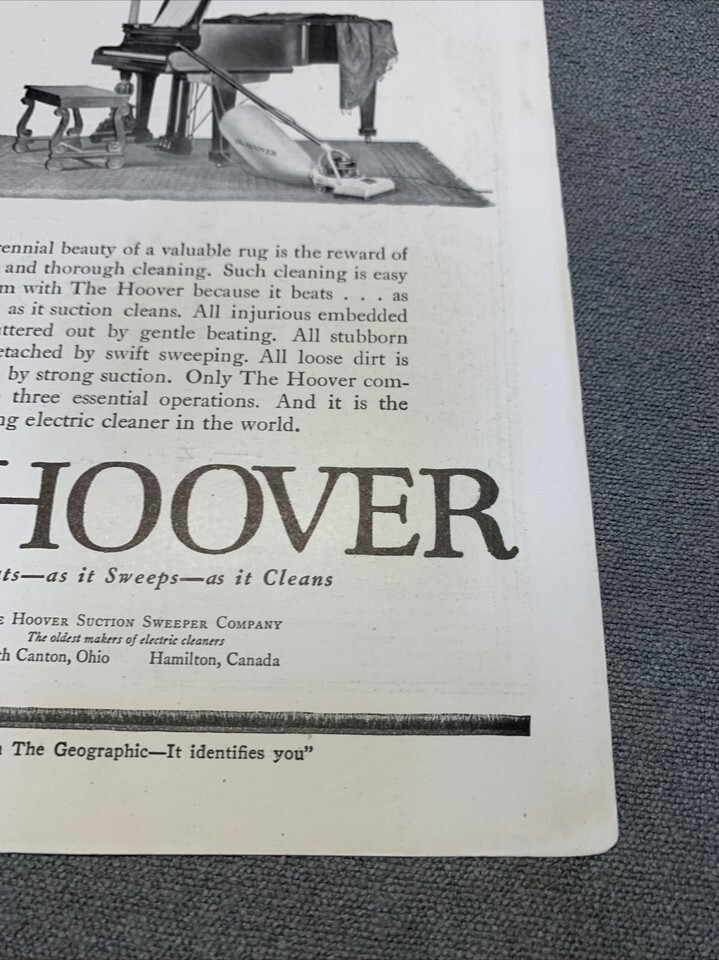 HOOVER
ennial beauty of a valuable rug is the reward of
and thorough cleaning. Such cleaning is easy
m with The Hoover because it beats . . . as
as it suction cleans. All injurious embedded
ttered out by gentle beating. All stubborn
etached by swift sweeping. All loose dirt is
by strong suction. Only The Hoover com-
three essential operations. And it is the
ng electric cleaner in the world.
HOOVER
ts—as it Sweeps—as it Cleans
E HOOVER SUCTION SWEEPER COMPANY
The oldest makers of electric cleaners
h Canton, Ohio Hamilton, Canada
The Geographic—It identifies you”